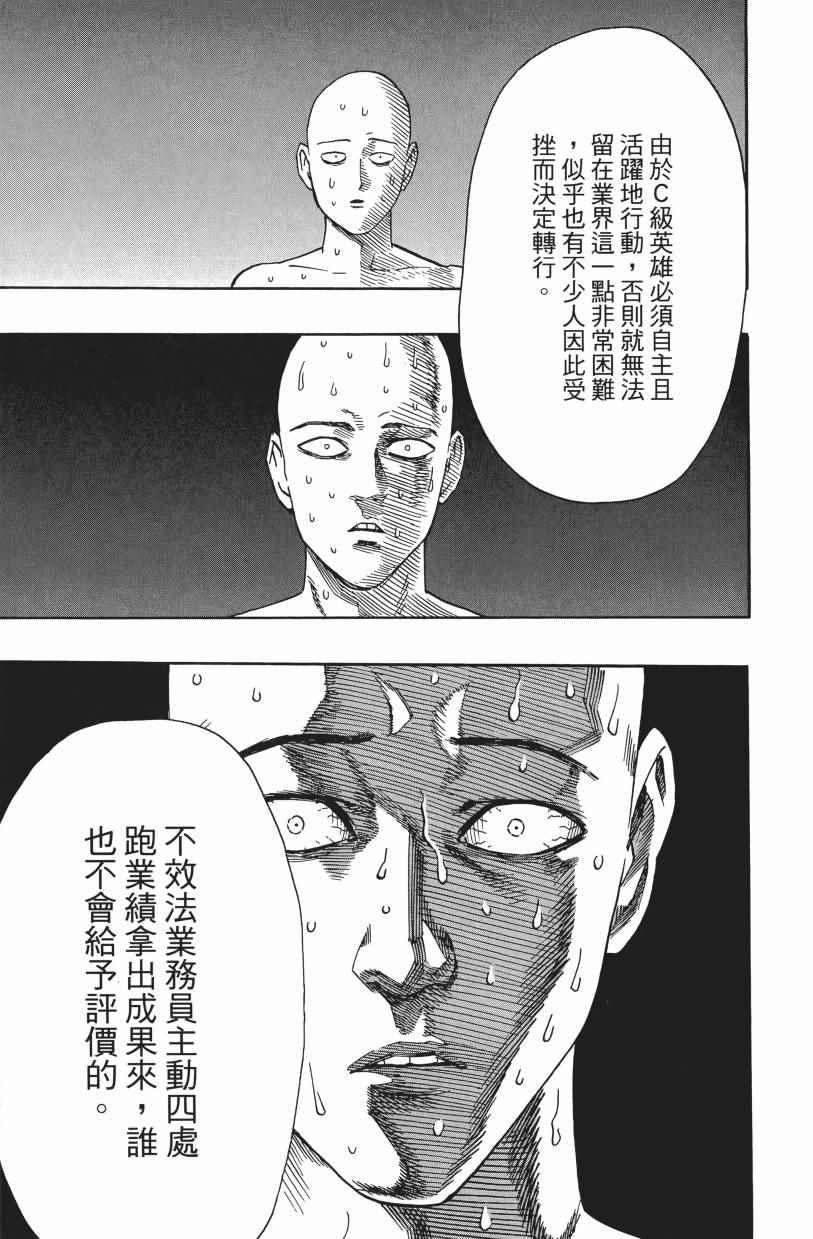 由於C級英雄必須自主且
活躍地行動，否則就無法
留在業界這一點非常困難
，似乎也有不少人因此受
挫而決定轉行。
不效法業務員主動四處
跑業績拿出成果來，誰
也不會給予評價的。